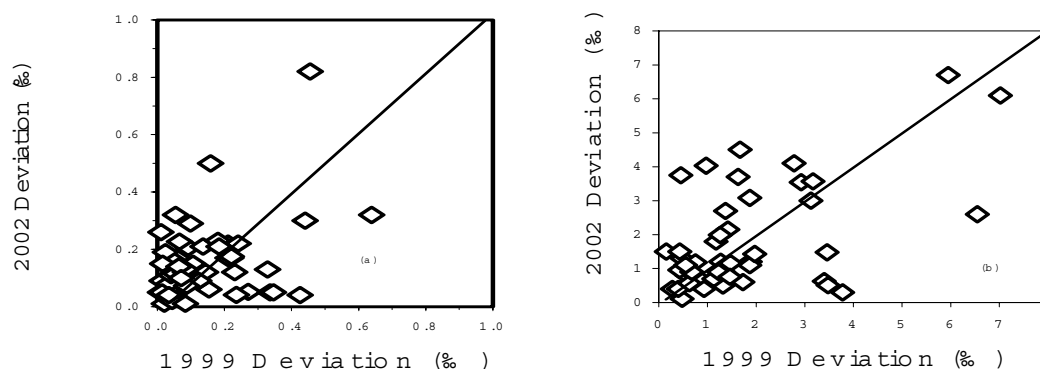 1.0
0.8
0.6
0.4
0.2
0.0
0.0 0.2 0.4 0.6 0.8 1.0
2002 Deviation (‰)
1999 Deviation (‰ )
(a)
8
7
6
5
4
3
2
1
0
0 1 2 3 4 5 6 7
2002 Deviation (‰)
1999 Deviation (‰ )
(b)